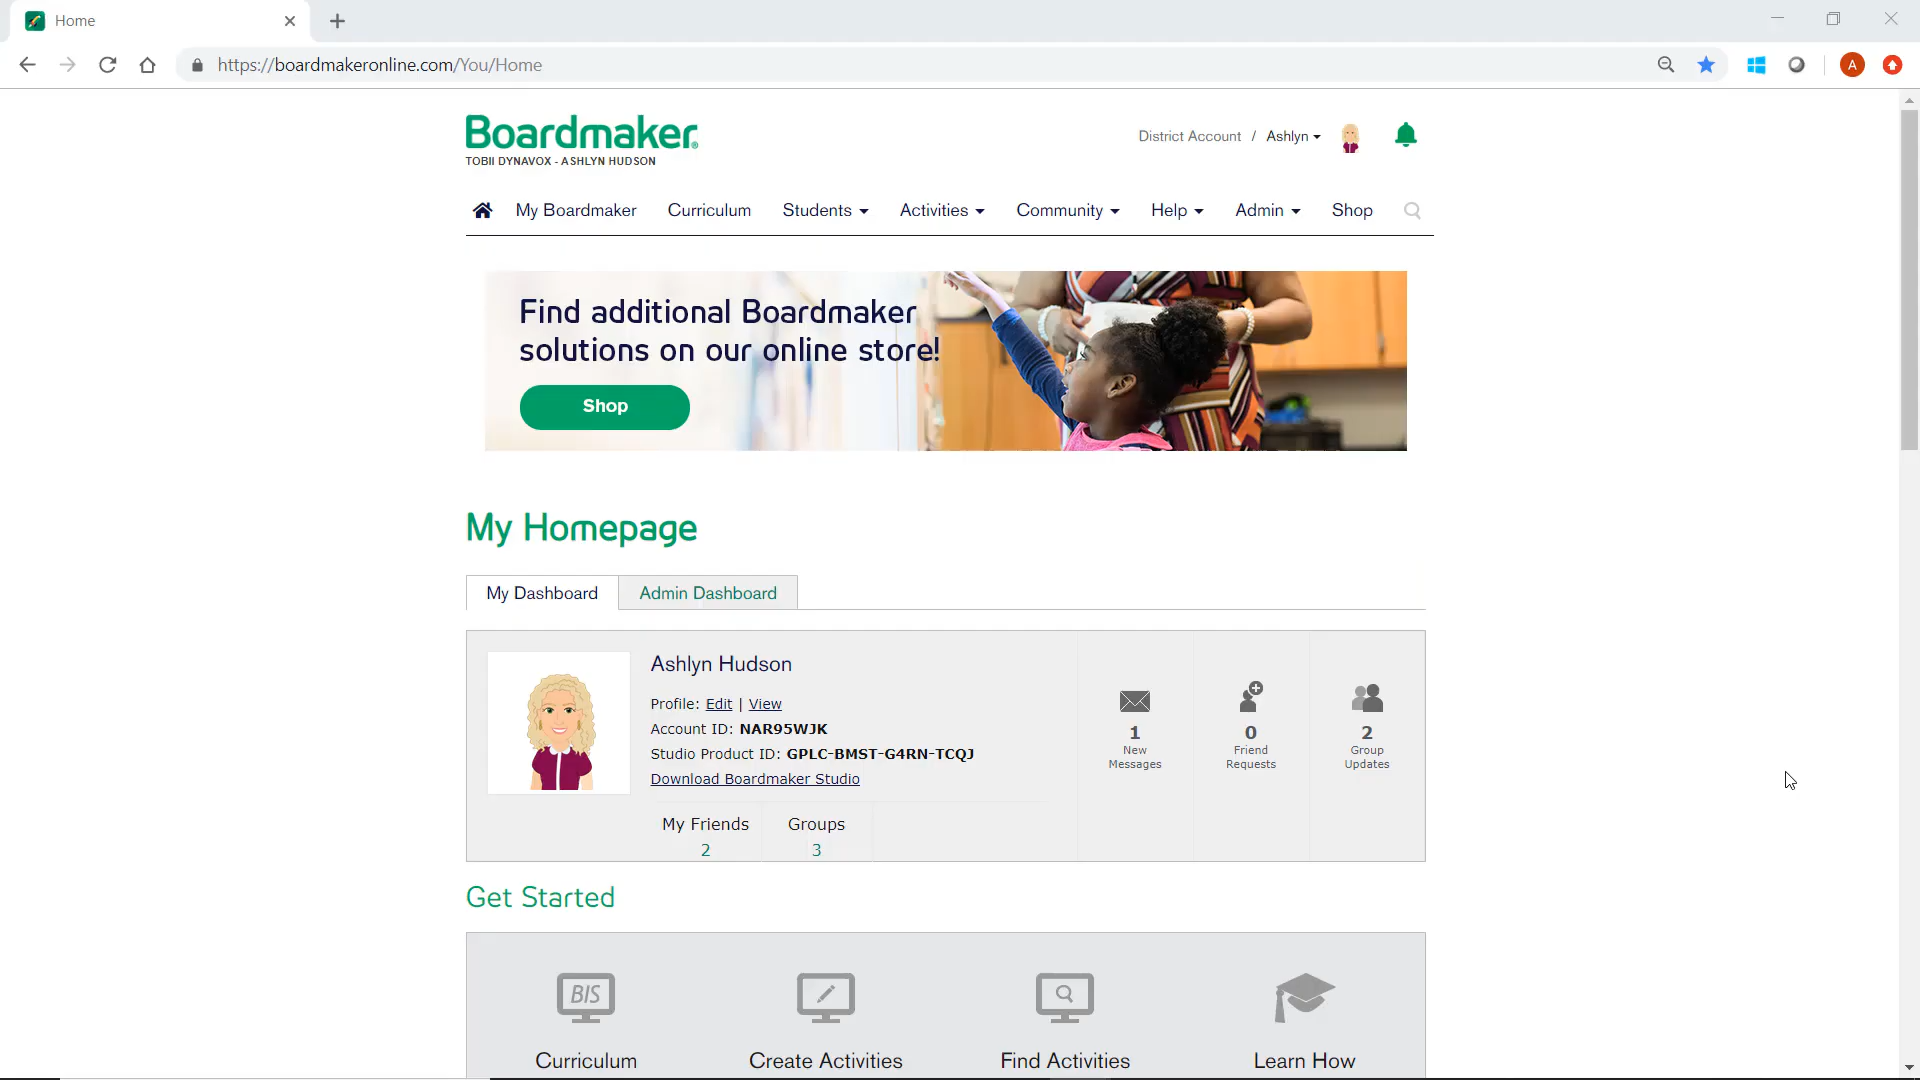 Home
https://boardmakeronline.com/You/Home
A
Boardmaker®
TOBII DYNAVOX - ASHLYN HUDSON
District Account / Ashlyn
My Boardmaker Curriculum Students Activities Community Help Admin Shop
Find additional Boardmaker
solutions on our online store!
Shop
My Homepage
My Dashboard Admin Dashboard
Ashlyn Hudson
Profile: Edit | View
Account ID: NAR95WJK
Studio Product ID: GPLC-BMST-G4RN-TCQJ
Download Boardmaker Studio
My Friends Groups
2 3
1 0 2
New Friend Group
Messages Requests Updates
Get Started
BIS
Curriculum Create Activities Find Activities Learn How